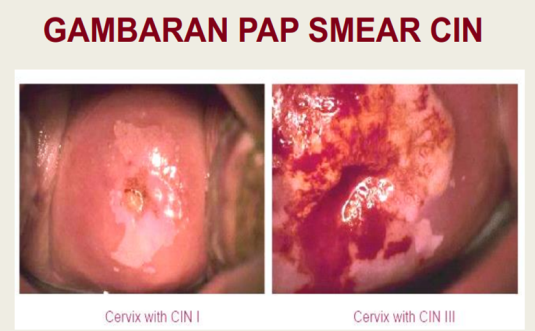 GAMBARAN PAP SMEAR CIN
Cervix with CIN I
Cervix with CIN III